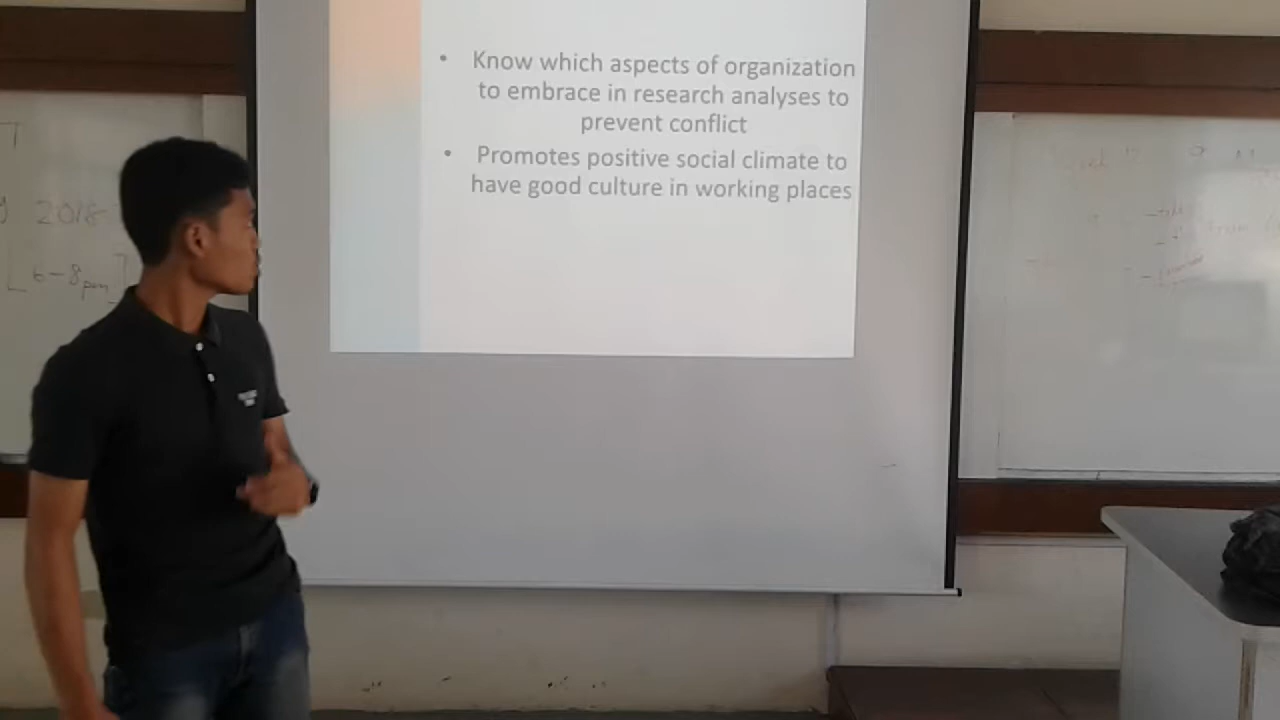 • Know which aspects of organization
to embrace in research analyses to
prevent conflict
• Promotes positive social climate to
have good culture in working places
2018
6-8pm